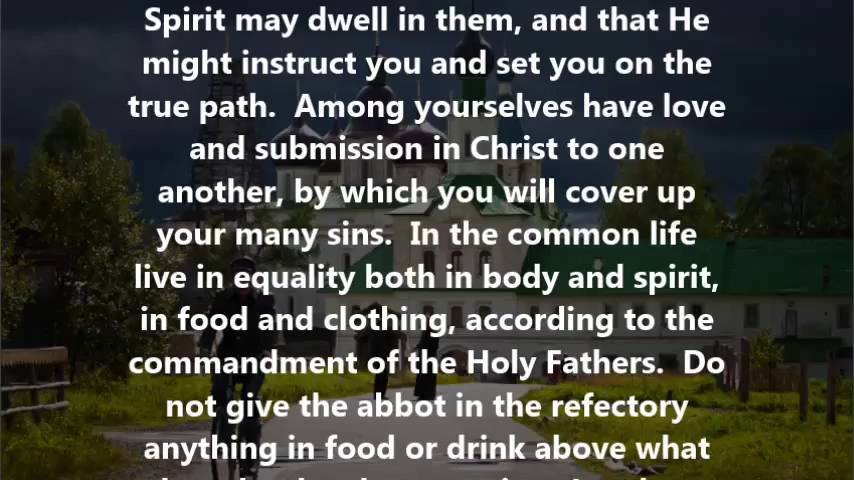 Spirit may dwell in them, and that He
might instruct you and set you on the
true path.  Among yourselves have love
and submission in Christ to one
another, by which you will cover up
your many sins.  In the common life
live in equality both in body and spirit,
in food and clothing, according to the
commandment of the Holy Fathers.  Do
not give the abbot in the refectory
anything in food or drink above what